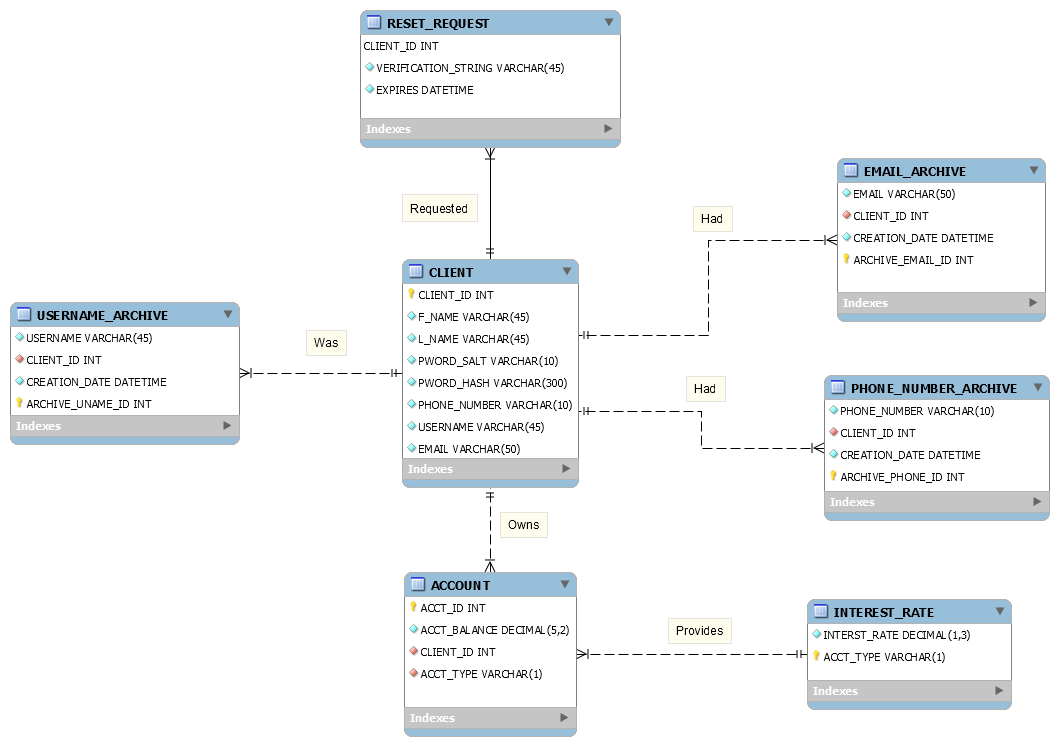 RESET_REQUEST
CLIENT_ID INT
VERIFICATION_STRING VARCHAR(45)
EXPIRES DATETIME
Indexes
Requested
EMAIL_ARCHIVE
EMAIL VARCHAR(50)
CLIENT_ID INT
CREATION_DATE DATETIME
ARCHIVE_EMAIL_ID INT
Indexes
Had
CLIENT
CLIENT_ID INT
F_NAME VARCHAR(45)
L_NAME VARCHAR(45)
PWORD_SALT VARCHAR(10)
PWORD_HASH VARCHAR(300)
PHONE_NUMBER VARCHAR(10)
USERNAME VARCHAR(45)
EMAIL VARCHAR(50)
Indexes
USERNAME_ARCHIVE
USERNAME VARCHAR(45)
CLIENT_ID INT
CREATION_DATE DATETIME
ARCHIVE_UNAME_ID INT
Indexes
Was
Had
PHONE_NUMBER_ARCHIVE
PHONE_NUMBER VARCHAR(10)
CLIENT_ID INT
CREATION_DATE DATETIME
ARCHIVE_PHONE_ID INT
Indexes
Owns
ACCOUNT
ACCT_ID INT
ACCT_BALANCE DECIMAL(5,2)
CLIENT_ID INT
ACCT_TYPE VARCHAR(1)
Indexes
Provides
INTEREST_RATE
INTERST_RATE DECIMAL(1,3)
ACCT_TYPE VARCHAR(1)
Indexes